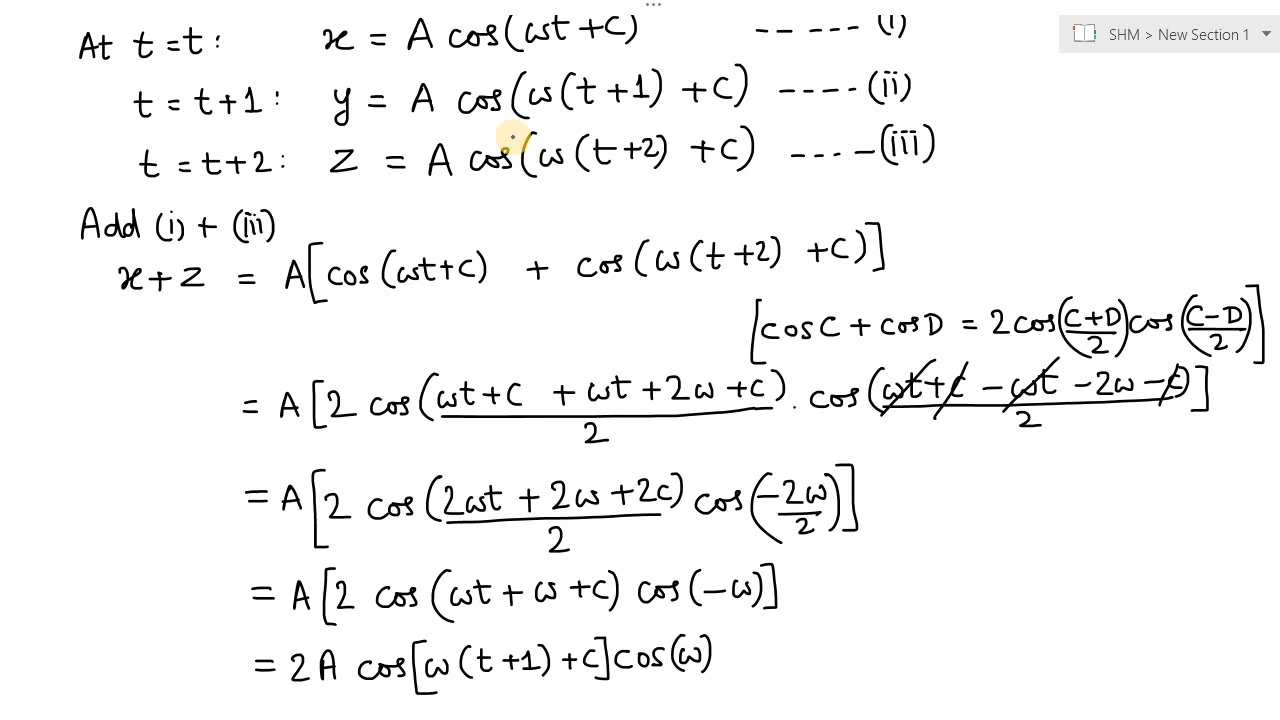 At t = t : x = A cos(ωt + C) ------ (i)
SHM > New Section 1
t = t+1 : y = A cos(ω(t+1) + C) ---- (ii)
t = t+2 : Z = A cos(ω(t+2) + C) ---- (iii)
Add (i) + (iii)
x + Z = A[cos(ωt+C) + cos(ω(t+2) + C)]
[cos C + cos D = 2 cos((C+D)/2) cos((C-D)/2)]
= A [2 cos((ωt+C + ωt + 2ω + C)/2) . cos((ωt + C - ωt - 2ω - C)/2)]
= A [2 cos((2ωt + 2ω + 2C)/2) cos(-2ω/2)]
= A [2 cos(ωt + ω + C) cos(-ω)]
= 2A cos[ω(t+1) + C] cos(ω)